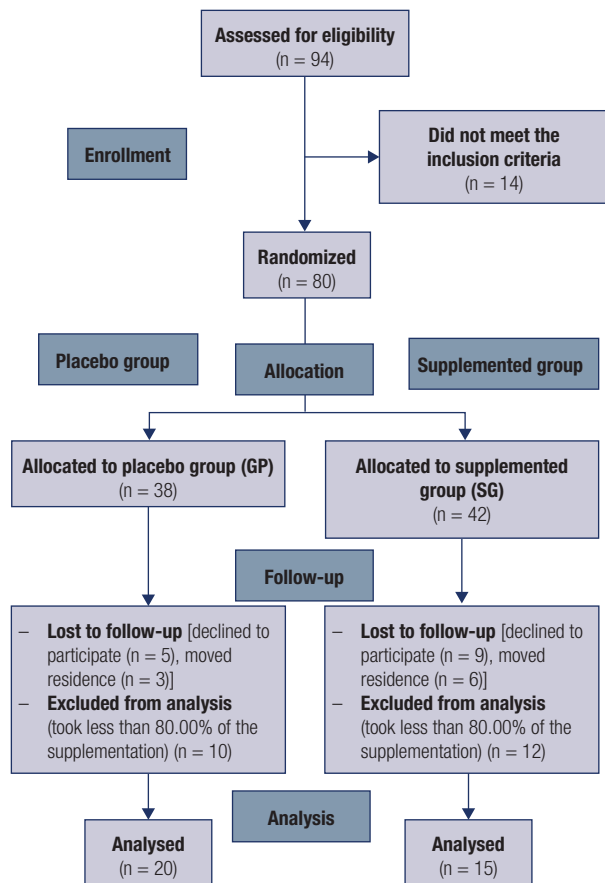 Assessed for eligibility
(n = 94)
Enrollment
Did not meet the
inclusion criteria
(n = 14)
Randomized
(n = 80)
Placebo group
Allocation
Supplemented group
Allocated to placebo group (GP)
(n = 38)
Allocated to supplemented
group (SG)
(n = 42)
Follow-up
– Lost to follow-up [declined to
participate (n = 5), moved
residence (n = 3)]
– Excluded from analysis
(took less than 80.00% of the
supplementation) (n = 10)
– Lost to follow-up [declined to
participate (n = 9), moved
residence (n = 6)]
– Excluded from analysis
(took less than 80.00% of the
supplementation) (n = 12)
Analysis
Analysed
(n = 20)
Analysed
(n = 15)